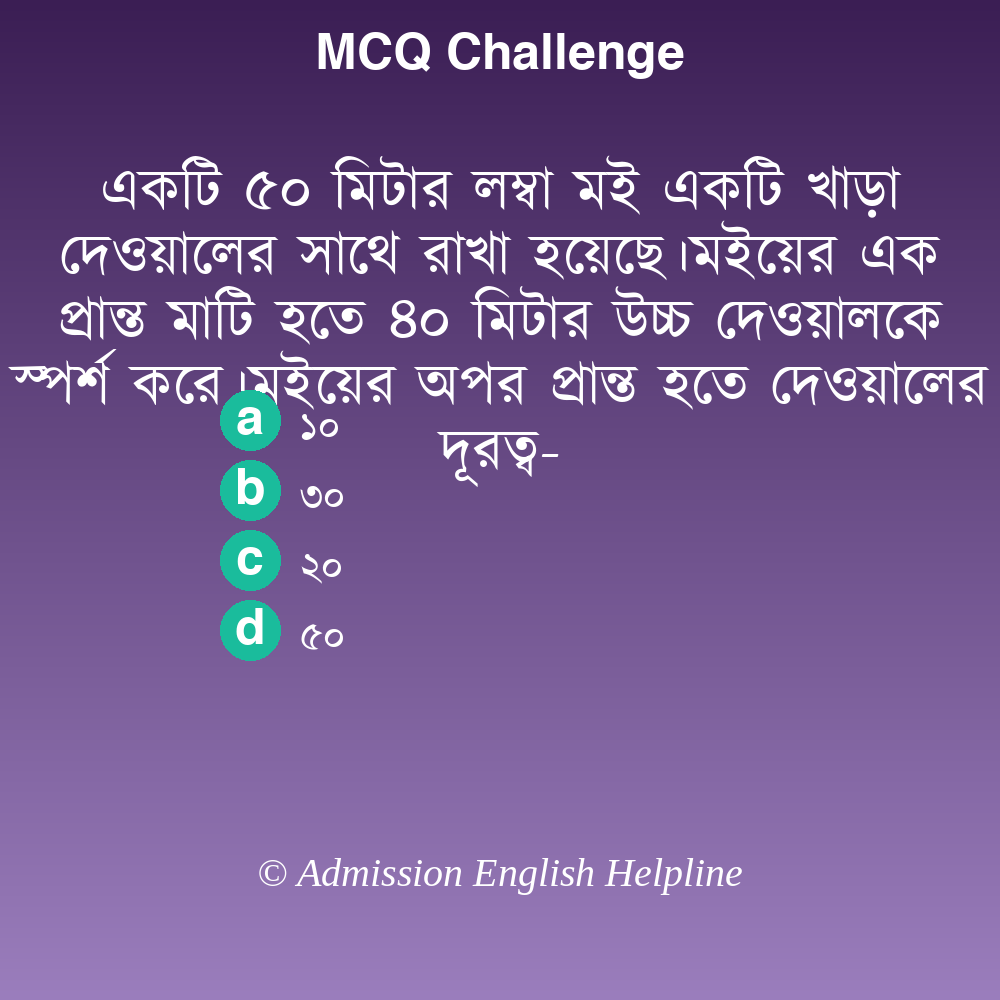 MCQ Challenge
একটি ৫০ মিটার লম্বা মই একটি খাড়া
দেওয়ালের সাথে রাখা হয়েছে।মইয়ের এক
প্রান্ত মাটি হতে ৪০ মিটার উচ্চ দেওয়ালকে
স্পর্শ করে।মইয়ের অপর প্রান্ত হতে দেওয়ালের
দূরত্ব-
a ১০
b ৩০
c ২০
d ৫০
© Admission English Helpline